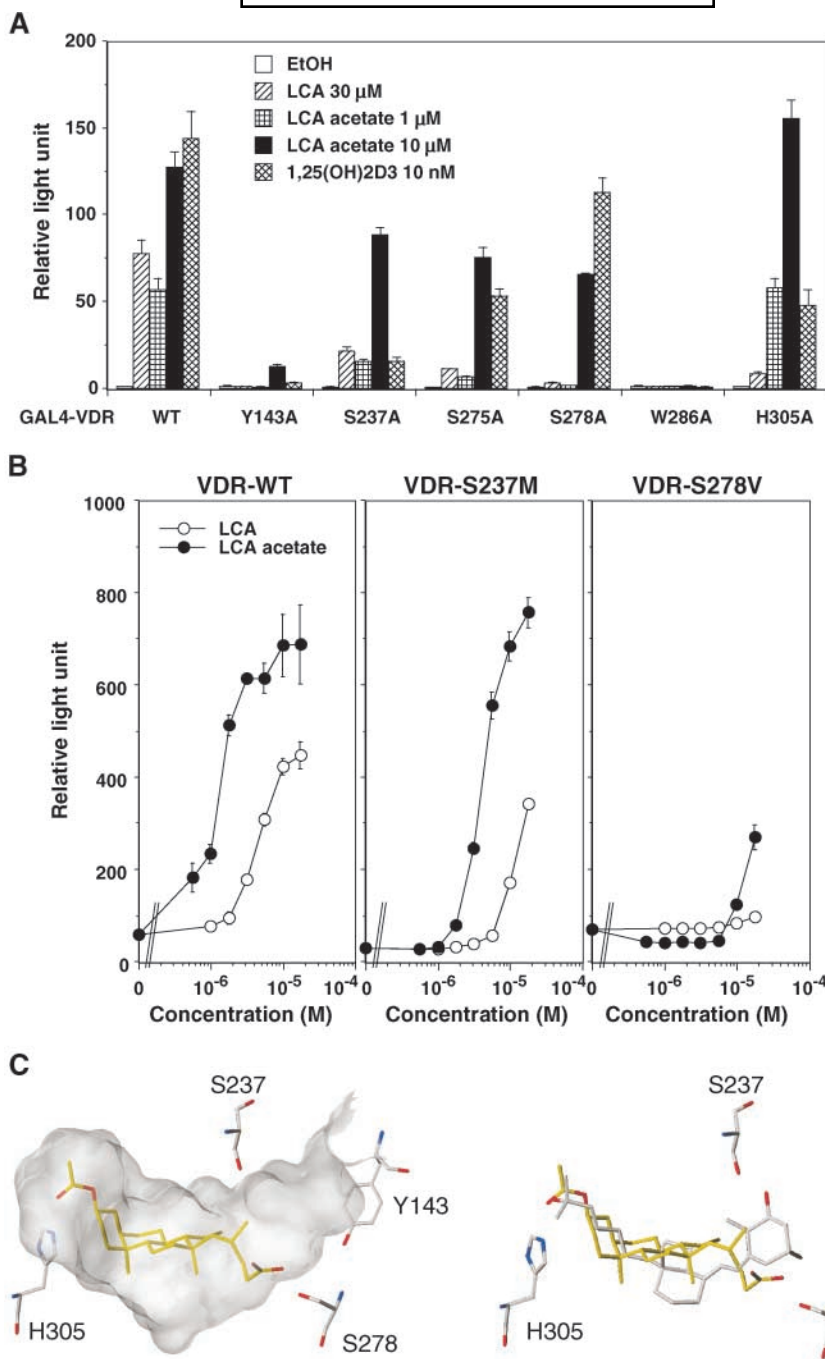 A
200
150
100
50
0
Relative light unit
EtOH
LCA 30 μM
LCA acetate 1 μM
LCA acetate 10 μM
1,25(OH)2D3 10 nM
GAL4-VDR WT Y143A S237A S275A S278A W286A H305A
B
VDR-WT VDR-S237M VDR-S278V
1000
800
600
400
200
0
Relative light unit
LCA
LCA acetate
0 10-6 10-5 0 10-6 10-5 0 10-6 10-5 10-4
Concentration (M) Concentration (M) Concentration (M)
C
S237 S237
Y143
H305 S278 H305